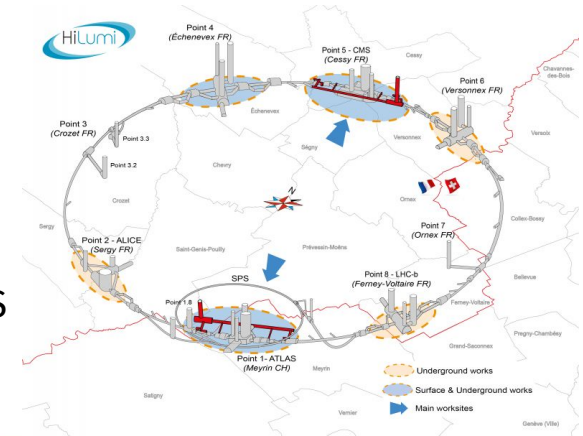 HiLumi
Point 4
(Échenevex FR)
Point 5 - CMS
(Cessy FR)
Cessy
Chavannes-
des-Bois
Point 6
(Versonnex FR)
Échenevex
Point 3
(Crozet FR)
Point 3.3
Point 3.2
Versonnex
Versoix
Ségny
Chevry
Crozet
N
Ornex
Point 7
(Ornex FR)
Collex-Bossy
Sergy
Point 2 - ALICE
(Sergy FR)
Saint-Genis-Pouilly
Prévessin-Moëns
SPS
Point 8 - LHC-b
(Ferney-Voltaire FR)
Bellevue
Point 1.8
Ferney-Voltaire
S
Pregny-Chambésy
Grand-Saconnex
Point 1- ATLAS
(Meyrin CH)
Meyrin
Underground works
Surface & Underground works
Main worksites
Satigny
Vernier
Genève (Ville)